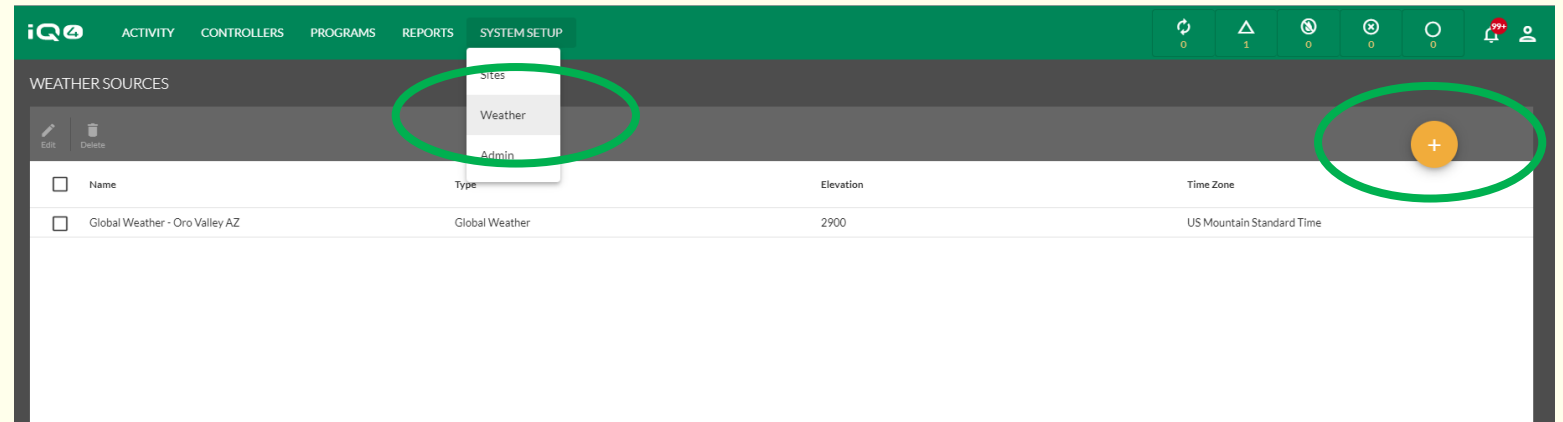 iQ4 ACTIVITY CONTROLLERS PROGRAMS REPORTS SYSTEM SETUP 0 1 0 0 0 99+
WEATHER SOURCES
Sites
Weather
Admin
Edit Delete +
Name Type Elevation Time Zone
Global Weather - Oro Valley AZ Global Weather 2900 US Mountain Standard Time